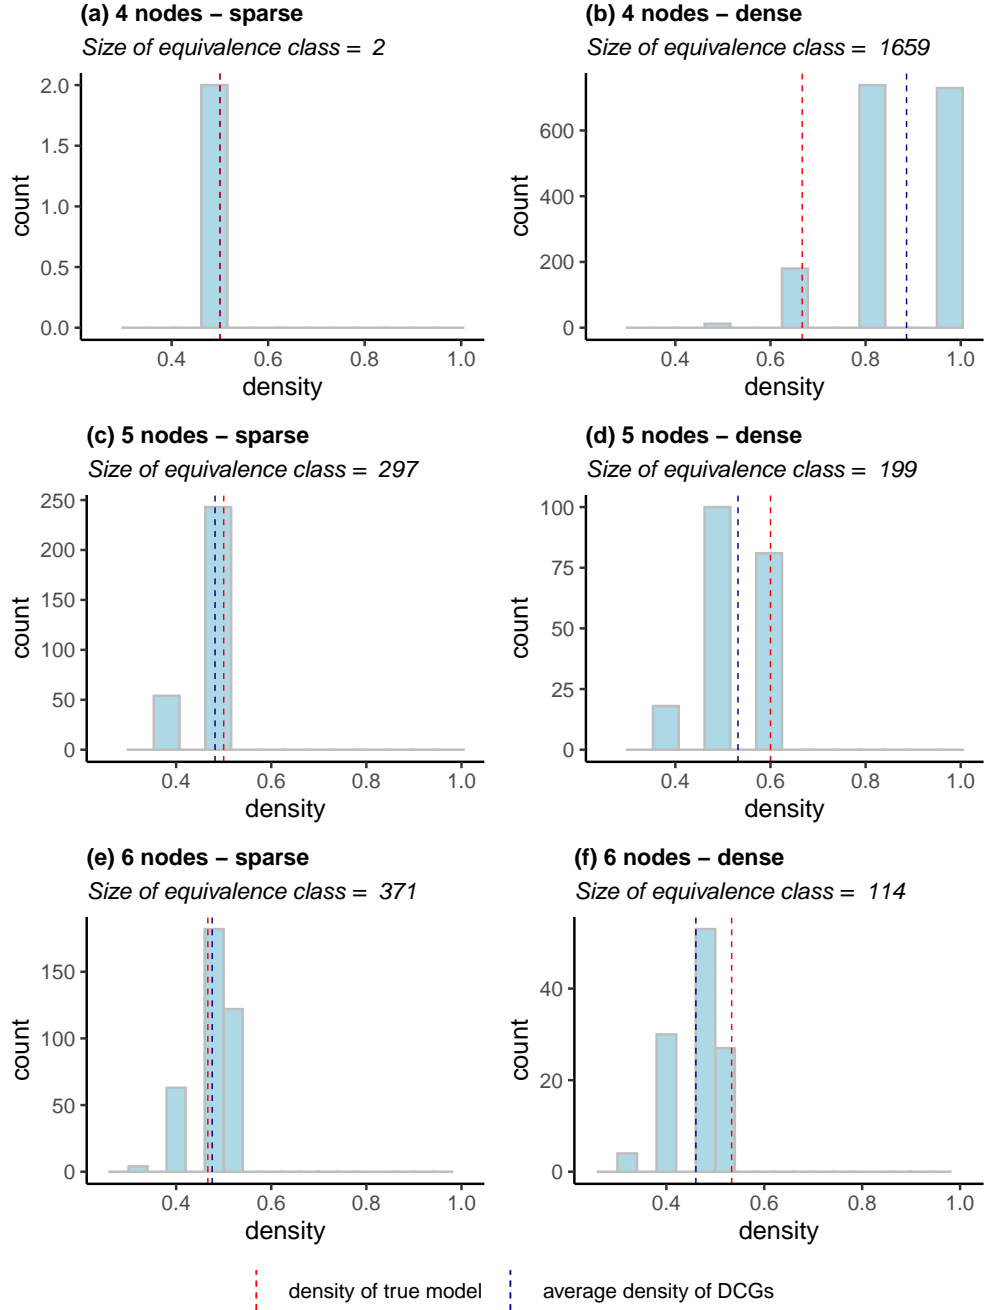 (a) 4 nodes − sparse
Size of equivalence class = 2
2.0
1.5
1.0
0.5
0.0
count
0.4 0.6 0.8 1.0
density
(b) 4 nodes − dense
Size of equivalence class = 1659
600
400
200
0
count
0.4 0.6 0.8 1.0
density
(c) 5 nodes − sparse
Size of equivalence class = 297
250
200
150
100
50
0
count
0.4 0.6 0.8 1.0
density
(d) 5 nodes − dense
Size of equivalence class = 199
100
75
50
25
0
count
0.4 0.6 0.8 1.0
density
(e) 6 nodes − sparse
Size of equivalence class = 371
150
100
50
0
count
0.4 0.6 0.8 1.0
density
(f) 6 nodes − dense
Size of equivalence class = 114
40
20
0
count
0.4 0.6 0.8 1.0
density
density of true model average density of DCGs